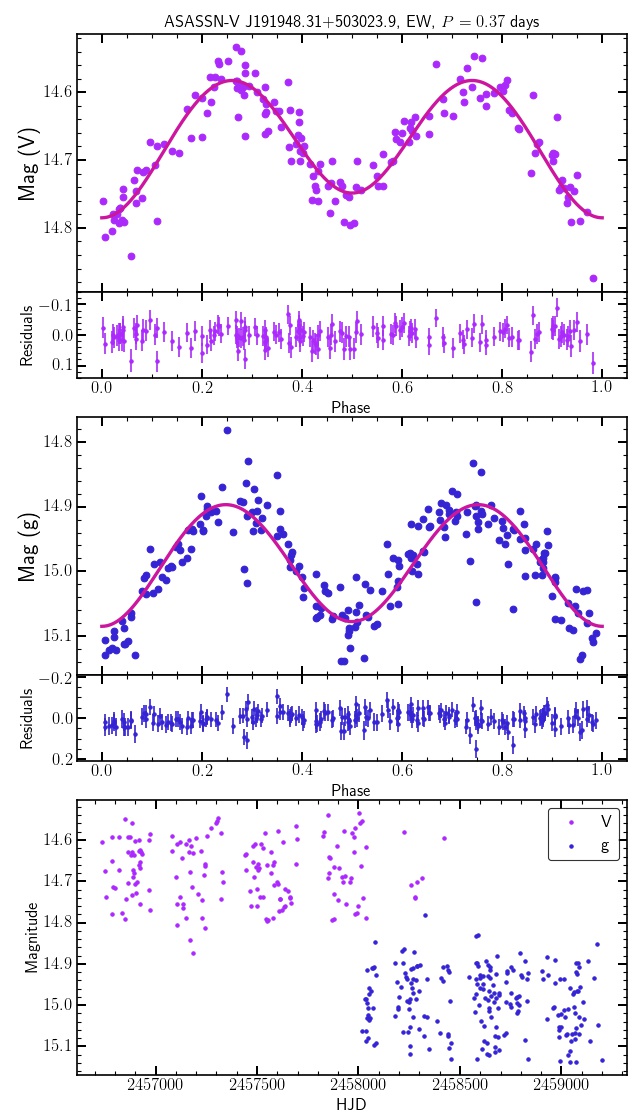 ASASSN-V J191948.31+503023.9, EW, P = 0.37 days
Mag (V)
14.6
14.7
14.8
Residuals
−0.1
0.0
0.1
0.0 0.2 0.4 0.6 0.8 1.0
Phase
Mag (g)
14.8
14.9
15.0
15.1
Residuals
−0.2
0.0
0.2
0.0 0.2 0.4 0.6 0.8 1.0
Phase
Magnitude
14.6
14.7
14.8
14.9
15.0
15.1
V
g
2457000 2457500 2458000 2458500 2459000
HJD